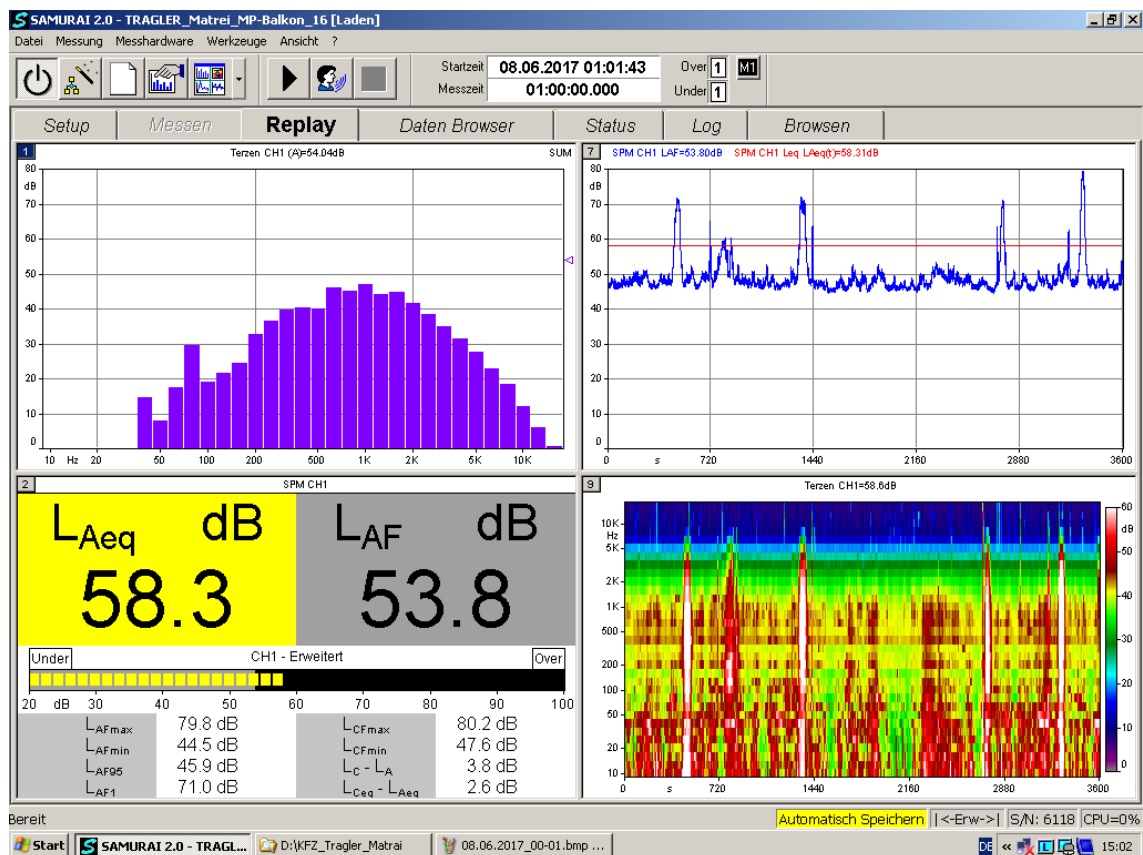 SAMURAI 2.0 - TRAGLER_Matrei_MP-Balkon_16 [Laden]
Datei Messung Messhardware Werkzeuge Ansicht ?
Startzeit 08.06.2017 01:01:43 Over 1 M1
Messzeit 01:00:00.000 Under 1
Setup Messen Replay Daten Browser Status Log Browsen
1 Terzen CH1 (A)=54.04dB SUM
80
dB
70
60
50
40
30
20
10
0
10 Hz 20 50 100 200 500 1K 2K 5K 10K
7 SPM CH1 LAF=53.80dB SPM CH1 Leq LAeq(t)=58.31dB
80
dB
70
60
50
40
30
20
10
0
0 s 720 1440 2160 2880 3600
2 SPM CH1
LAeq dB LAF dB
58.3 53.8
Under CH1 - Erweitert Over
20 dB 30 40 50 60 70 80 90 100
LAFmax 79.8 dB LCFmax 80.2 dB
LAFmin 44.5 dB LCFmin 47.6 dB
LAF95 45.9 dB LC - LA 3.8 dB
LAF1 71.0 dB LCeq - LAeq 2.6 dB
9 Terzen CH1=58.6dB
10K
Hz
5K
2K
1K
500
200
100
50
20
10
0 s 720 1440 2160 2880 3600
60
dB
50
40
30
20
10
0
Bereit Automatisch Speichern |<-Erw->| S/N: 6118 CPU=0%
Start SAMURAI 2.0 - TRAGL... D:\KFZ_Tragler_Matrai 08.06.2017_00-01.bmp ... DE « 15:02